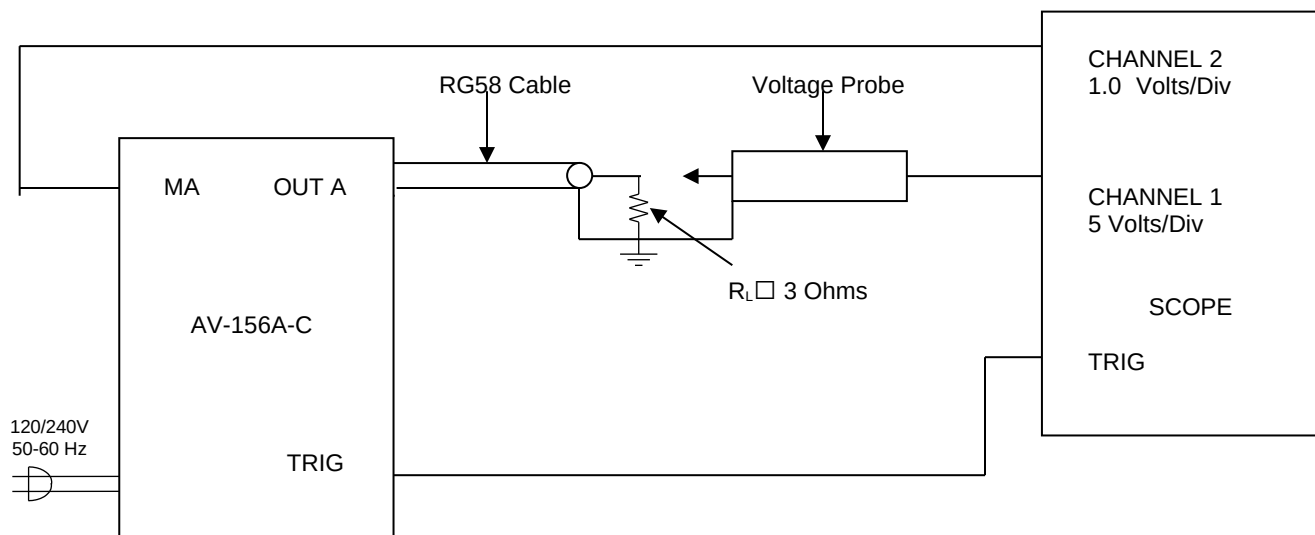 CHANNEL 2
1.0 Volts/Div
RG58 Cable
Voltage Probe
MA
OUT A
CHANNEL 1
5 Volts/Div
RL□ 3 Ohms
SCOPE
AV-156A-C
TRIG
120/240V
50-60 Hz
TRIG